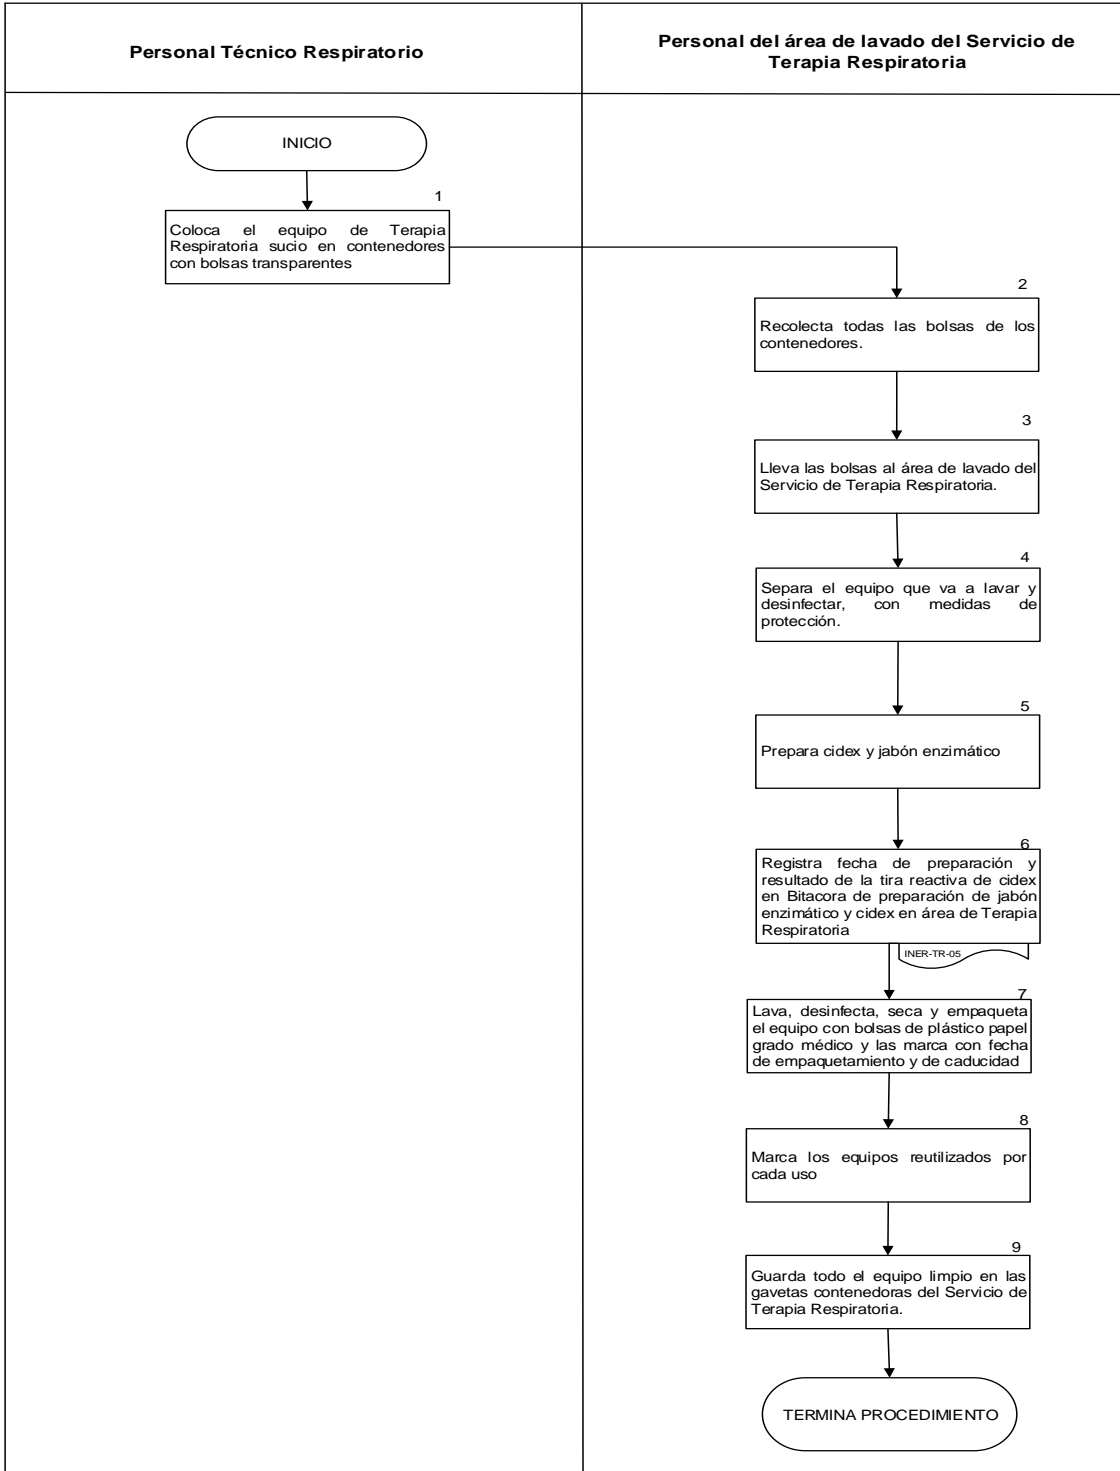 Personal Técnico Respiratorio
Personal del área de lavado del Servicio de
Terapia Respiratoria
INICIO
1
Coloca el equipo de Terapia
Respiratoria sucio en contenedores
con bolsas transparentes
2
Recolecta todas las bolsas de los
contenedores.
3
Lleva las bolsas al área de lavado del
Servicio de Terapia Respiratoria.
4
Separa el equipo que va a lavar y
desinfectar, con medidas de
protección.
5
Prepara cidex y jabón enzimático
6
Registra fecha de preparación y
resultado de la tira reactiva de cidex
en Bitacora de preparación de jabón
enzimático y cidex en área de Terapia
Respiratoria
INER-TR-05
7
Lava, desinfecta, seca y empaqueta
el equipo con bolsas de plástico papel
grado médico y las marca con fecha
de empaquetamiento y de caducidad
8
Marca los equipos reutilizados por
cada uso
9
Guarda todo el equipo limpio en las
gavetas contenedoras del Servicio de
Terapia Respiratoria.
TERMINA PROCEDIMIENTO